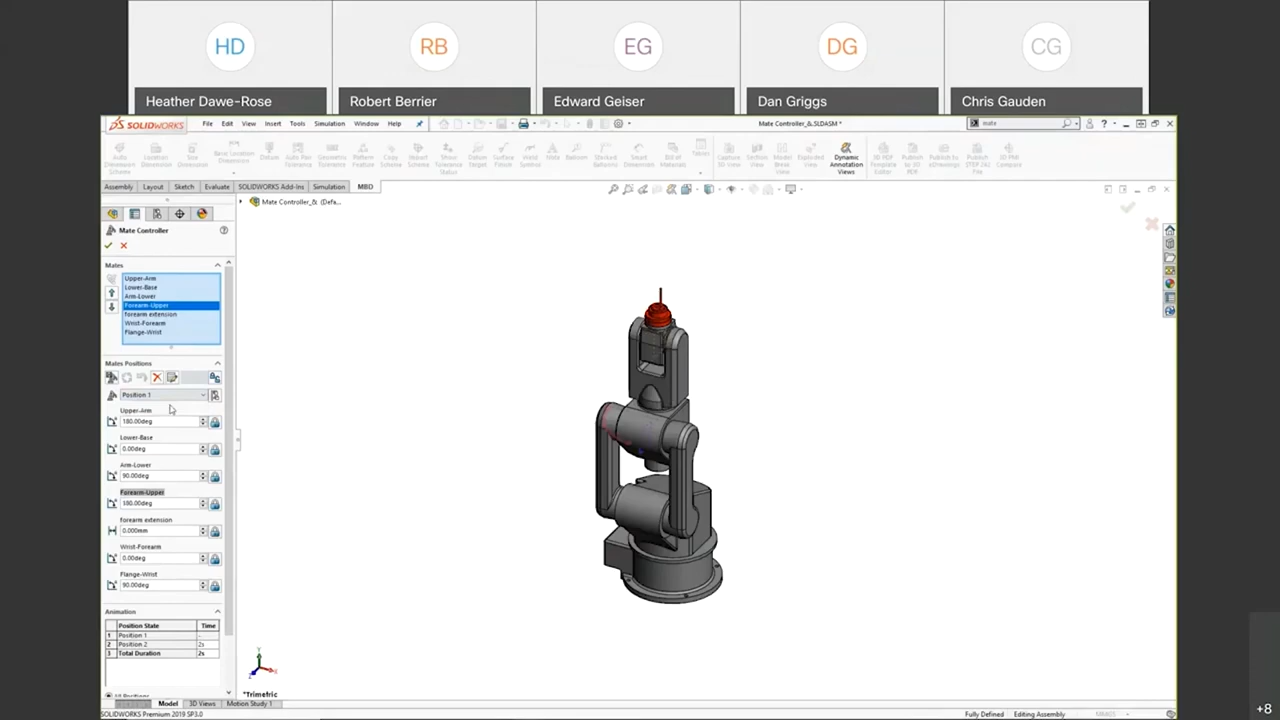 HD
RB
EG
DG
CG
Heather Dawe-Rose
Robert Berrier
Edward Geiser
Dan Griggs
Chris Gauden
SOLIDWORKS
File Edit View Insert Tools Simulation Window Help
Mate Controller_&.SLDASM *
mate
Dynamic Annotation Views
Assembly Layout Sketch Evaluate SOLIDWORKS Add-Ins Simulation MBD
Mate Controller_& (Defa...
Mate Controller
Mates
Upper-Arm
Lower-Base
Arm-Lower
Forearm-Upper
forearm extension
Wrist-Forearm
Flange-Wrist
Mates Positions
Position 1
Upper-Arm
180.00deg
Lower-Base
0.00deg
Arm-Lower
90.00deg
Forearm-Upper
180.00deg
forearm extension
0.000mm
Wrist-Forearm
0.00deg
Flange-Wrist
90.00deg
Animation
Position State Time
1 Position 1 -
2 Position 2 2s
3 Total Duration 2s
*Trimetric
Model 3D Views Motion Study 1
SOLIDWORKS Premium 2019 SP3.0
Fully Defined Editing Assembly MMGS
+8